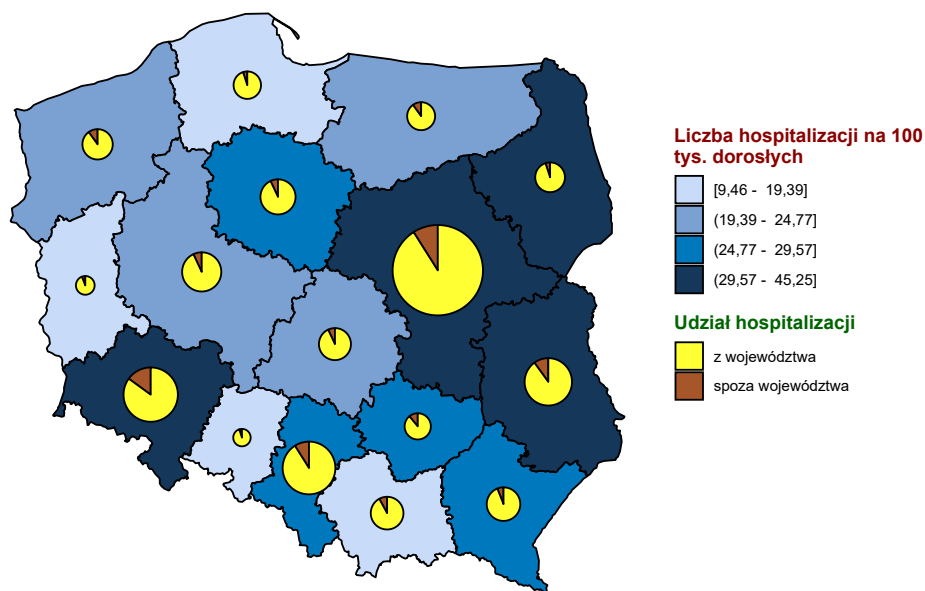 Liczba hospitalizacji na 100
tys. dorosłych
[9,46 - 19,39]
(19,39 - 24,77]
(24,77 - 29,57]
(29,57 - 45,25]
Udział hospitalizacji
z województwa
spoza województwa